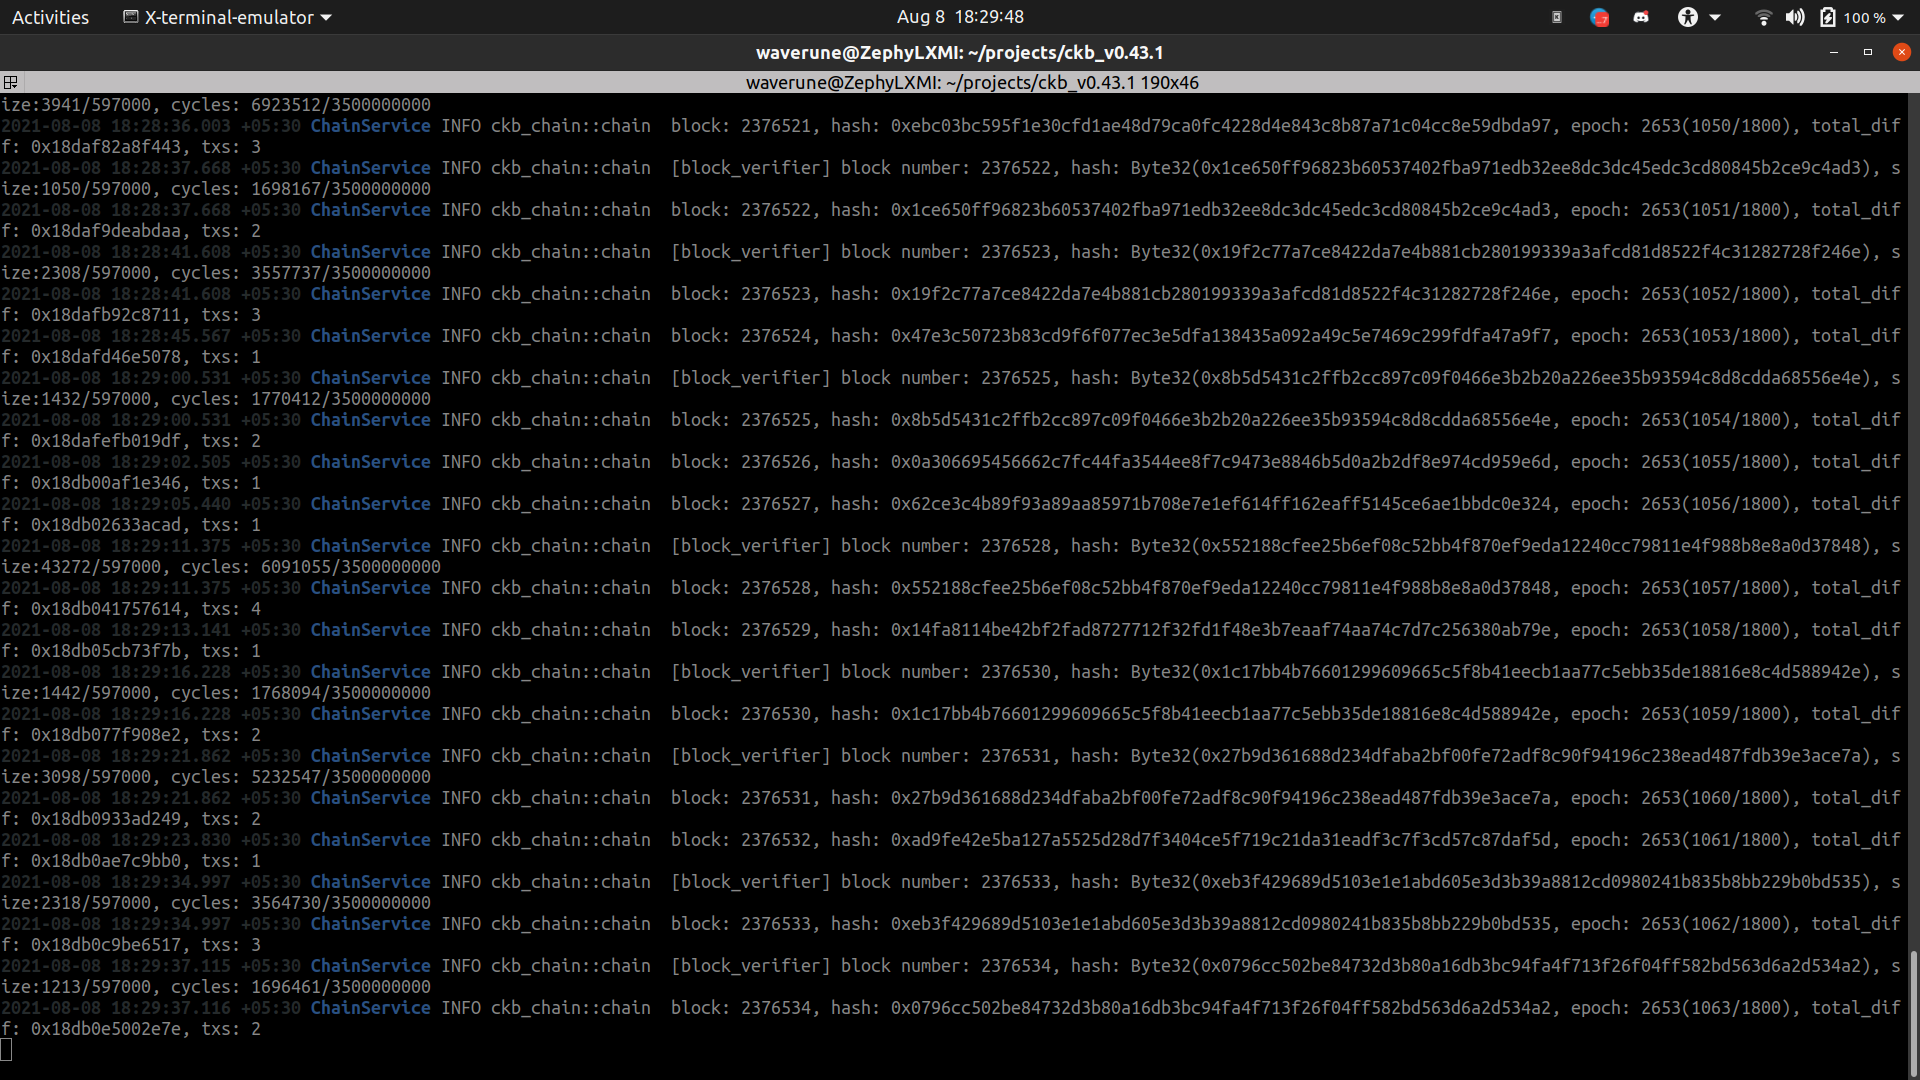 Activities X-terminal-emulator Aug 8 18:29:48 100 %
waverune@ZephyLXMI: ~/projects/ckb_v0.43.1
waverune@ZephyLXMI: ~/projects/ckb_v0.43.1 190x46
ize:3941/597000, cycles: 6923512/3500000000
2021-08-08 18:28:36.003 +05:30 ChainService INFO ckb_chain::chain  block: 2376521, hash: 0xebc03bc595f1e30cfd1ae48d79ca0fc4228d4e843c8b87a71c04cc8e59dbda97, epoch: 2653(1050/1800), total_dif
f: 0x18daf82a8f443, txs: 3
2021-08-08 18:28:37.668 +05:30 ChainService INFO ckb_chain::chain  [block_verifier] block number: 2376522, hash: Byte32(0x1ce650ff96823b60537402fba971edb32ee8dc3dc45edc3cd80845b2ce9c4ad3), s
ize:1050/597000, cycles: 1698167/3500000000
2021-08-08 18:28:37.668 +05:30 ChainService INFO ckb_chain::chain  block: 2376522, hash: 0x1ce650ff96823b60537402fba971edb32ee8dc3dc45edc3cd80845b2ce9c4ad3, epoch: 2653(1051/1800), total_dif
f: 0x18daf9deabdaa, txs: 2
2021-08-08 18:28:41.608 +05:30 ChainService INFO ckb_chain::chain  [block_verifier] block number: 2376523, hash: Byte32(0x19f2c77a7ce8422da7e4b881cb280199339a3afcd81d8522f4c31282728f246e), s
ize:2308/597000, cycles: 3557737/3500000000
2021-08-08 18:28:41.608 +05:30 ChainService INFO ckb_chain::chain  block: 2376523, hash: 0x19f2c77a7ce8422da7e4b881cb280199339a3afcd81d8522f4c31282728f246e, epoch: 2653(1052/1800), total_dif
f: 0x18dafb92c8711, txs: 3
2021-08-08 18:28:45.567 +05:30 ChainService INFO ckb_chain::chain  block: 2376524, hash: 0x47e3c50723b83cd9f6f077ec3e5dfa138435a092a49c5e7469c299fdfa47a9f7, epoch: 2653(1053/1800), total_dif
f: 0x18dafd46e5078, txs: 1
2021-08-08 18:29:00.531 +05:30 ChainService INFO ckb_chain::chain  [block_verifier] block number: 2376525, hash: Byte32(0x8b5d5431c2ffb2cc897c09f0466e3b2b20a226ee35b93594c8d8cdda68556e4e), s
ize:1432/597000, cycles: 1770412/3500000000
2021-08-08 18:29:00.531 +05:30 ChainService INFO ckb_chain::chain  block: 2376525, hash: 0x8b5d5431c2ffb2cc897c09f0466e3b2b20a226ee35b93594c8d8cdda68556e4e, epoch: 2653(1054/1800), total_dif
f: 0x18dafefb019df, txs: 2
2021-08-08 18:29:02.505 +05:30 ChainService INFO ckb_chain::chain  block: 2376526, hash: 0x0a306695456662c7fc44fa3544ee8f7c9473e8846b5d0a2b2df8e974cd959e6d, epoch: 2653(1055/1800), total_dif
f: 0x18db00af1e346, txs: 1
2021-08-08 18:29:05.440 +05:30 ChainService INFO ckb_chain::chain  block: 2376527, hash: 0x62ce3c4b89f93a89aa85971b708e7e1ef614ff162eaff5145ce6ae1bbdc0e324, epoch: 2653(1056/1800), total_dif
f: 0x18db02633acad, txs: 1
2021-08-08 18:29:11.375 +05:30 ChainService INFO ckb_chain::chain  [block_verifier] block number: 2376528, hash: Byte32(0x552188cfee25b6ef08c52bb4f870ef9eda12240cc79811e4f988b8e8a0d37848), s
ize:43272/597000, cycles: 6091055/3500000000
2021-08-08 18:29:11.375 +05:30 ChainService INFO ckb_chain::chain  block: 2376528, hash: 0x552188cfee25b6ef08c52bb4f870ef9eda12240cc79811e4f988b8e8a0d37848, epoch: 2653(1057/1800), total_dif
f: 0x18db041757614, txs: 4
2021-08-08 18:29:13.141 +05:30 ChainService INFO ckb_chain::chain  block: 2376529, hash: 0x14fa8114be42bf2fad8727712f32fd1f48e3b7eaaf74aa74c7d7c256380ab79e, epoch: 2653(1058/1800), total_dif
f: 0x18db05cb73f7b, txs: 1
2021-08-08 18:29:16.228 +05:30 ChainService INFO ckb_chain::chain  [block_verifier] block number: 2376530, hash: Byte32(0x1c17bb4b76601299609665c5f8b41eecb1aa77c5ebb35de18816e8c4d588942e), s
ize:1442/597000, cycles: 1768094/3500000000
2021-08-08 18:29:16.228 +05:30 ChainService INFO ckb_chain::chain  block: 2376530, hash: 0x1c17bb4b76601299609665c5f8b41eecb1aa77c5ebb35de18816e8c4d588942e, epoch: 2653(1059/1800), total_dif
f: 0x18db077f908e2, txs: 2
2021-08-08 18:29:21.862 +05:30 ChainService INFO ckb_chain::chain  [block_verifier] block number: 2376531, hash: Byte32(0x27b9d361688d234dfaba2bf00fe72adf8c90f94196c238ead487fdb39e3ace7a), s
ize:3098/597000, cycles: 5232547/3500000000
2021-08-08 18:29:21.862 +05:30 ChainService INFO ckb_chain::chain  block: 2376531, hash: 0x27b9d361688d234dfaba2bf00fe72adf8c90f94196c238ead487fdb39e3ace7a, epoch: 2653(1060/1800), total_dif
f: 0x18db0933ad249, txs: 2
2021-08-08 18:29:23.830 +05:30 ChainService INFO ckb_chain::chain  block: 2376532, hash: 0xad9fe42e5ba127a5525d28d7f3404ce5f719c21da31eadf3c7f3cd57c87daf5d, epoch: 2653(1061/1800), total_dif
f: 0x18db0ae7c9bb0, txs: 1
2021-08-08 18:29:34.997 +05:30 ChainService INFO ckb_chain::chain  [block_verifier] block number: 2376533, hash: Byte32(0xeb3f429689d5103e1e1abd605e3d3b39a8812cd0980241b835b8bb229b0bd535), s
ize:2318/597000, cycles: 3564730/3500000000
2021-08-08 18:29:34.997 +05:30 ChainService INFO ckb_chain::chain  block: 2376533, hash: 0xeb3f429689d5103e1e1abd605e3d3b39a8812cd0980241b835b8bb229b0bd535, epoch: 2653(1062/1800), total_dif
f: 0x18db0c9be6517, txs: 3
2021-08-08 18:29:37.115 +05:30 ChainService INFO ckb_chain::chain  [block_verifier] block number: 2376534, hash: Byte32(0x0796cc502be84732d3b80a16db3bc94fa4f713f26f04ff582bd563d6a2d534a2), s
ize:1213/597000, cycles: 1696461/3500000000
2021-08-08 18:29:37.116 +05:30 ChainService INFO ckb_chain::chain  block: 2376534, hash: 0x0796cc502be84732d3b80a16db3bc94fa4f713f26f04ff582bd563d6a2d534a2, epoch: 2653(1063/1800), total_dif
f: 0x18db0e5002e7e, txs: 2